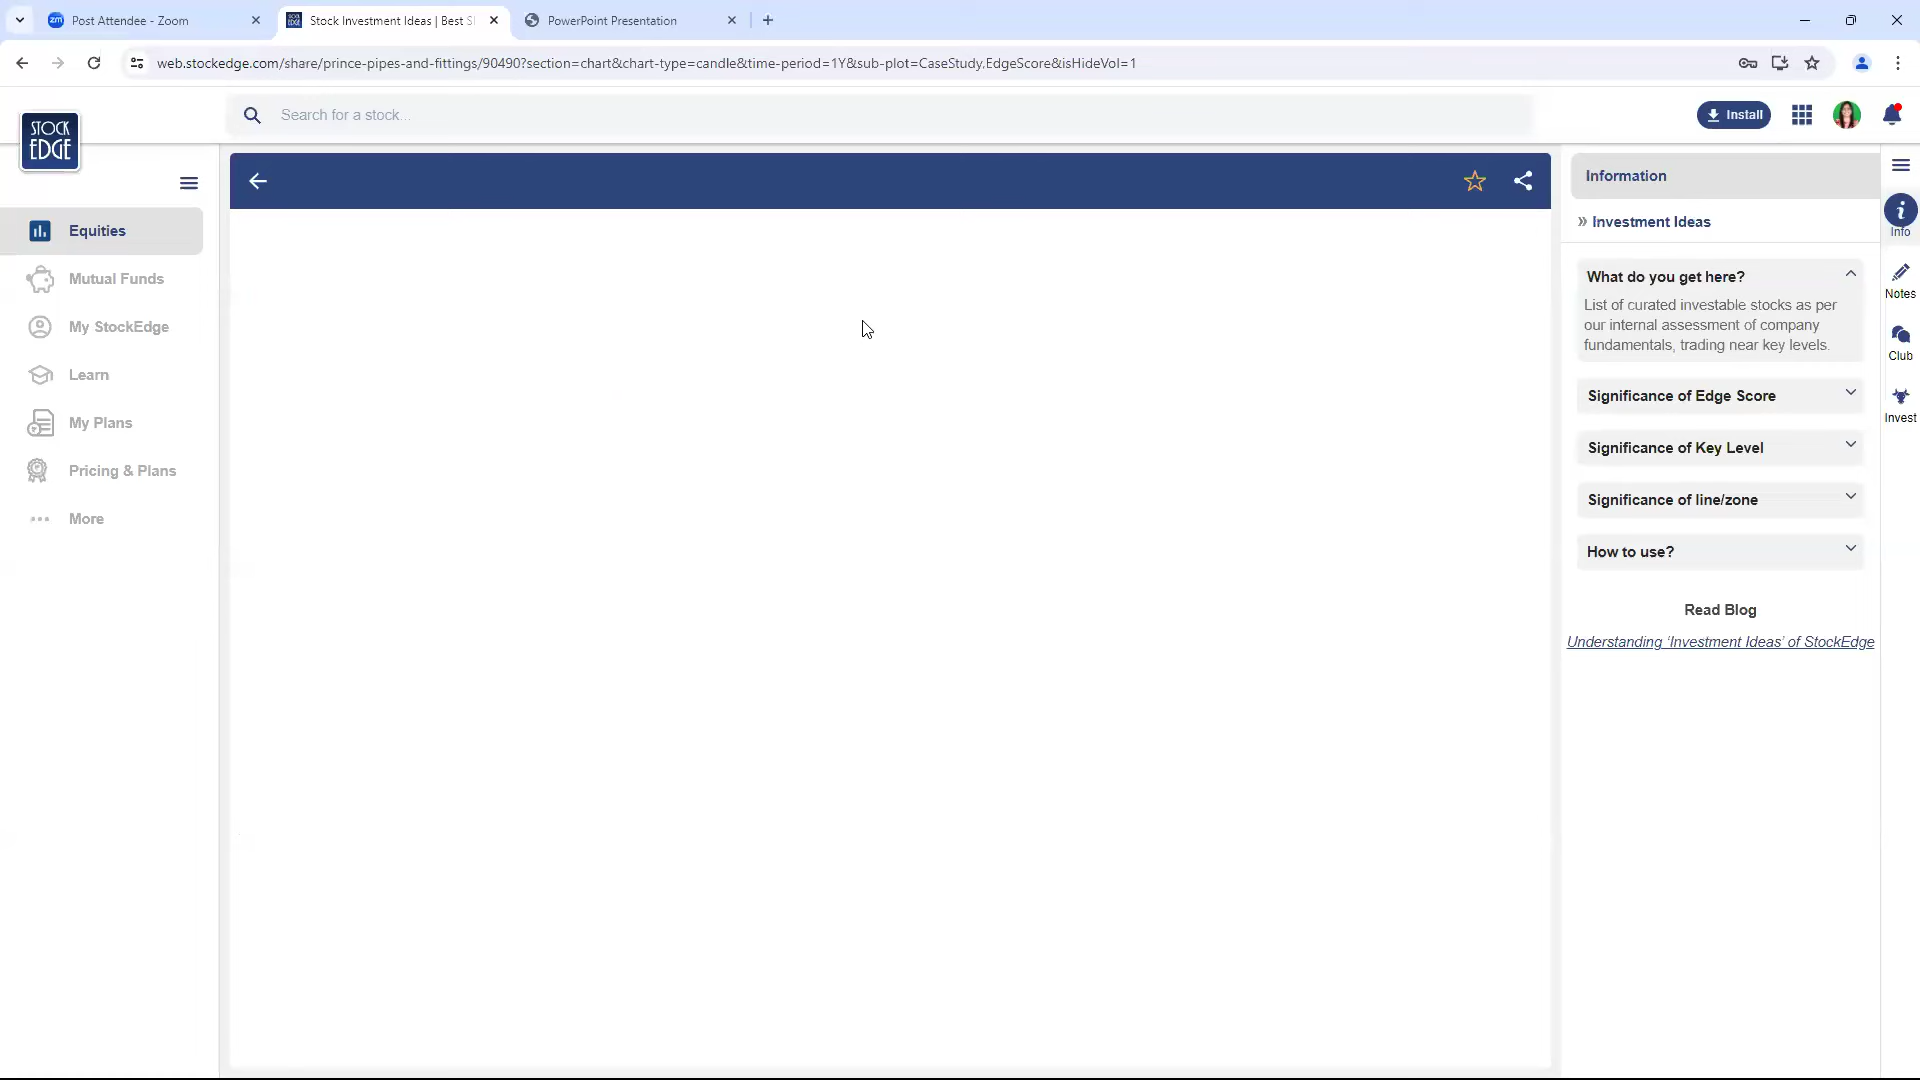 Post Attendee - Zoom
Stock Investment Ideas | Best S
PowerPoint Presentation
web.stockedge.com/share/prince-pipes-and-fittings/90490?section=chart&chart-type=candle&time-period=1Y&sub-plot=CaseStudy,EdgeScore&isHideVol=1
STOCK
EDGE
Search for a stock...
Install
Equities
Mutual Funds
My StockEdge
Learn
My Plans
Pricing & Plans
More
Information
» Investment Ideas
What do you get here?
List of curated investable stocks as per
our internal assessment of company
fundamentals, trading near key levels.
Significance of Edge Score
Significance of Key Level
Significance of line/zone
How to use?
Read Blog
Understanding 'Investment Ideas' of StockEdge
Info
Notes
Club
Invest